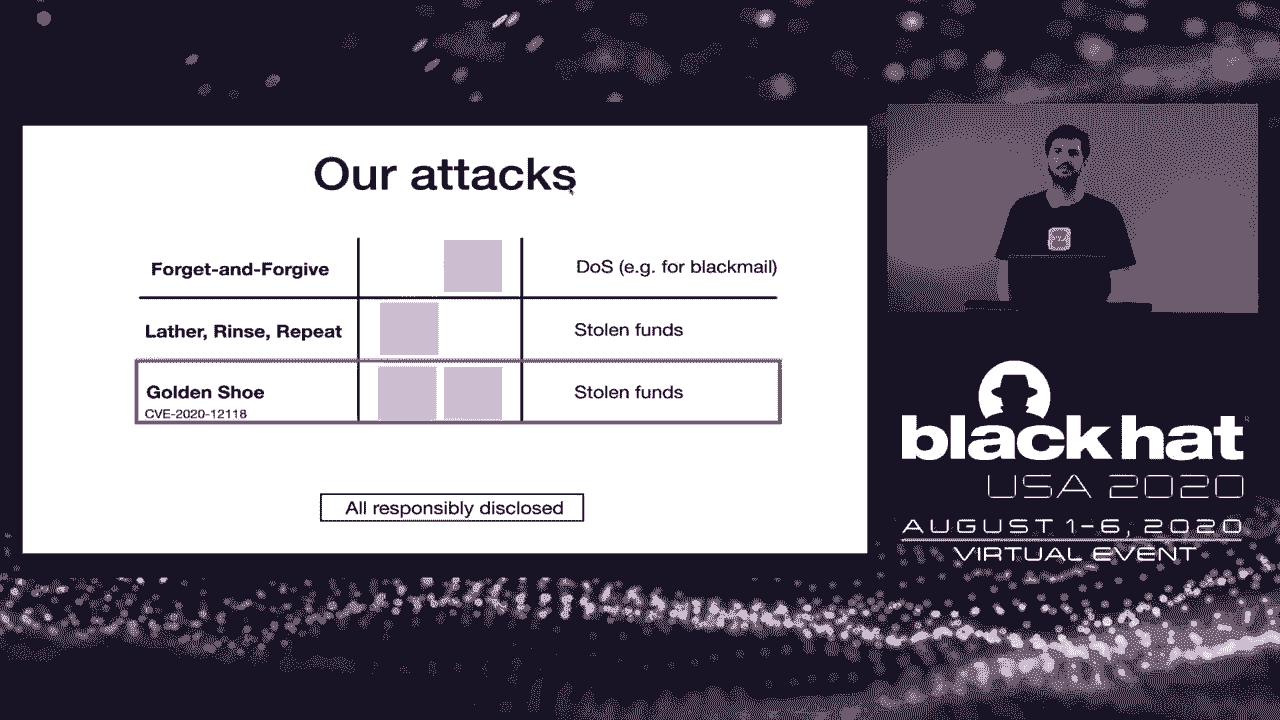 Our attacks
Forget-and-Forgive
DoS (e.g. for blackmail)
Lather, Rinse, Repeat
Stolen funds
Golden Shoe
CVE-2020-12118
Stolen funds
All responsibly disclosed
black hat
USA 2020
AUGUST 1-6, 2020
VIRTUAL EVENT